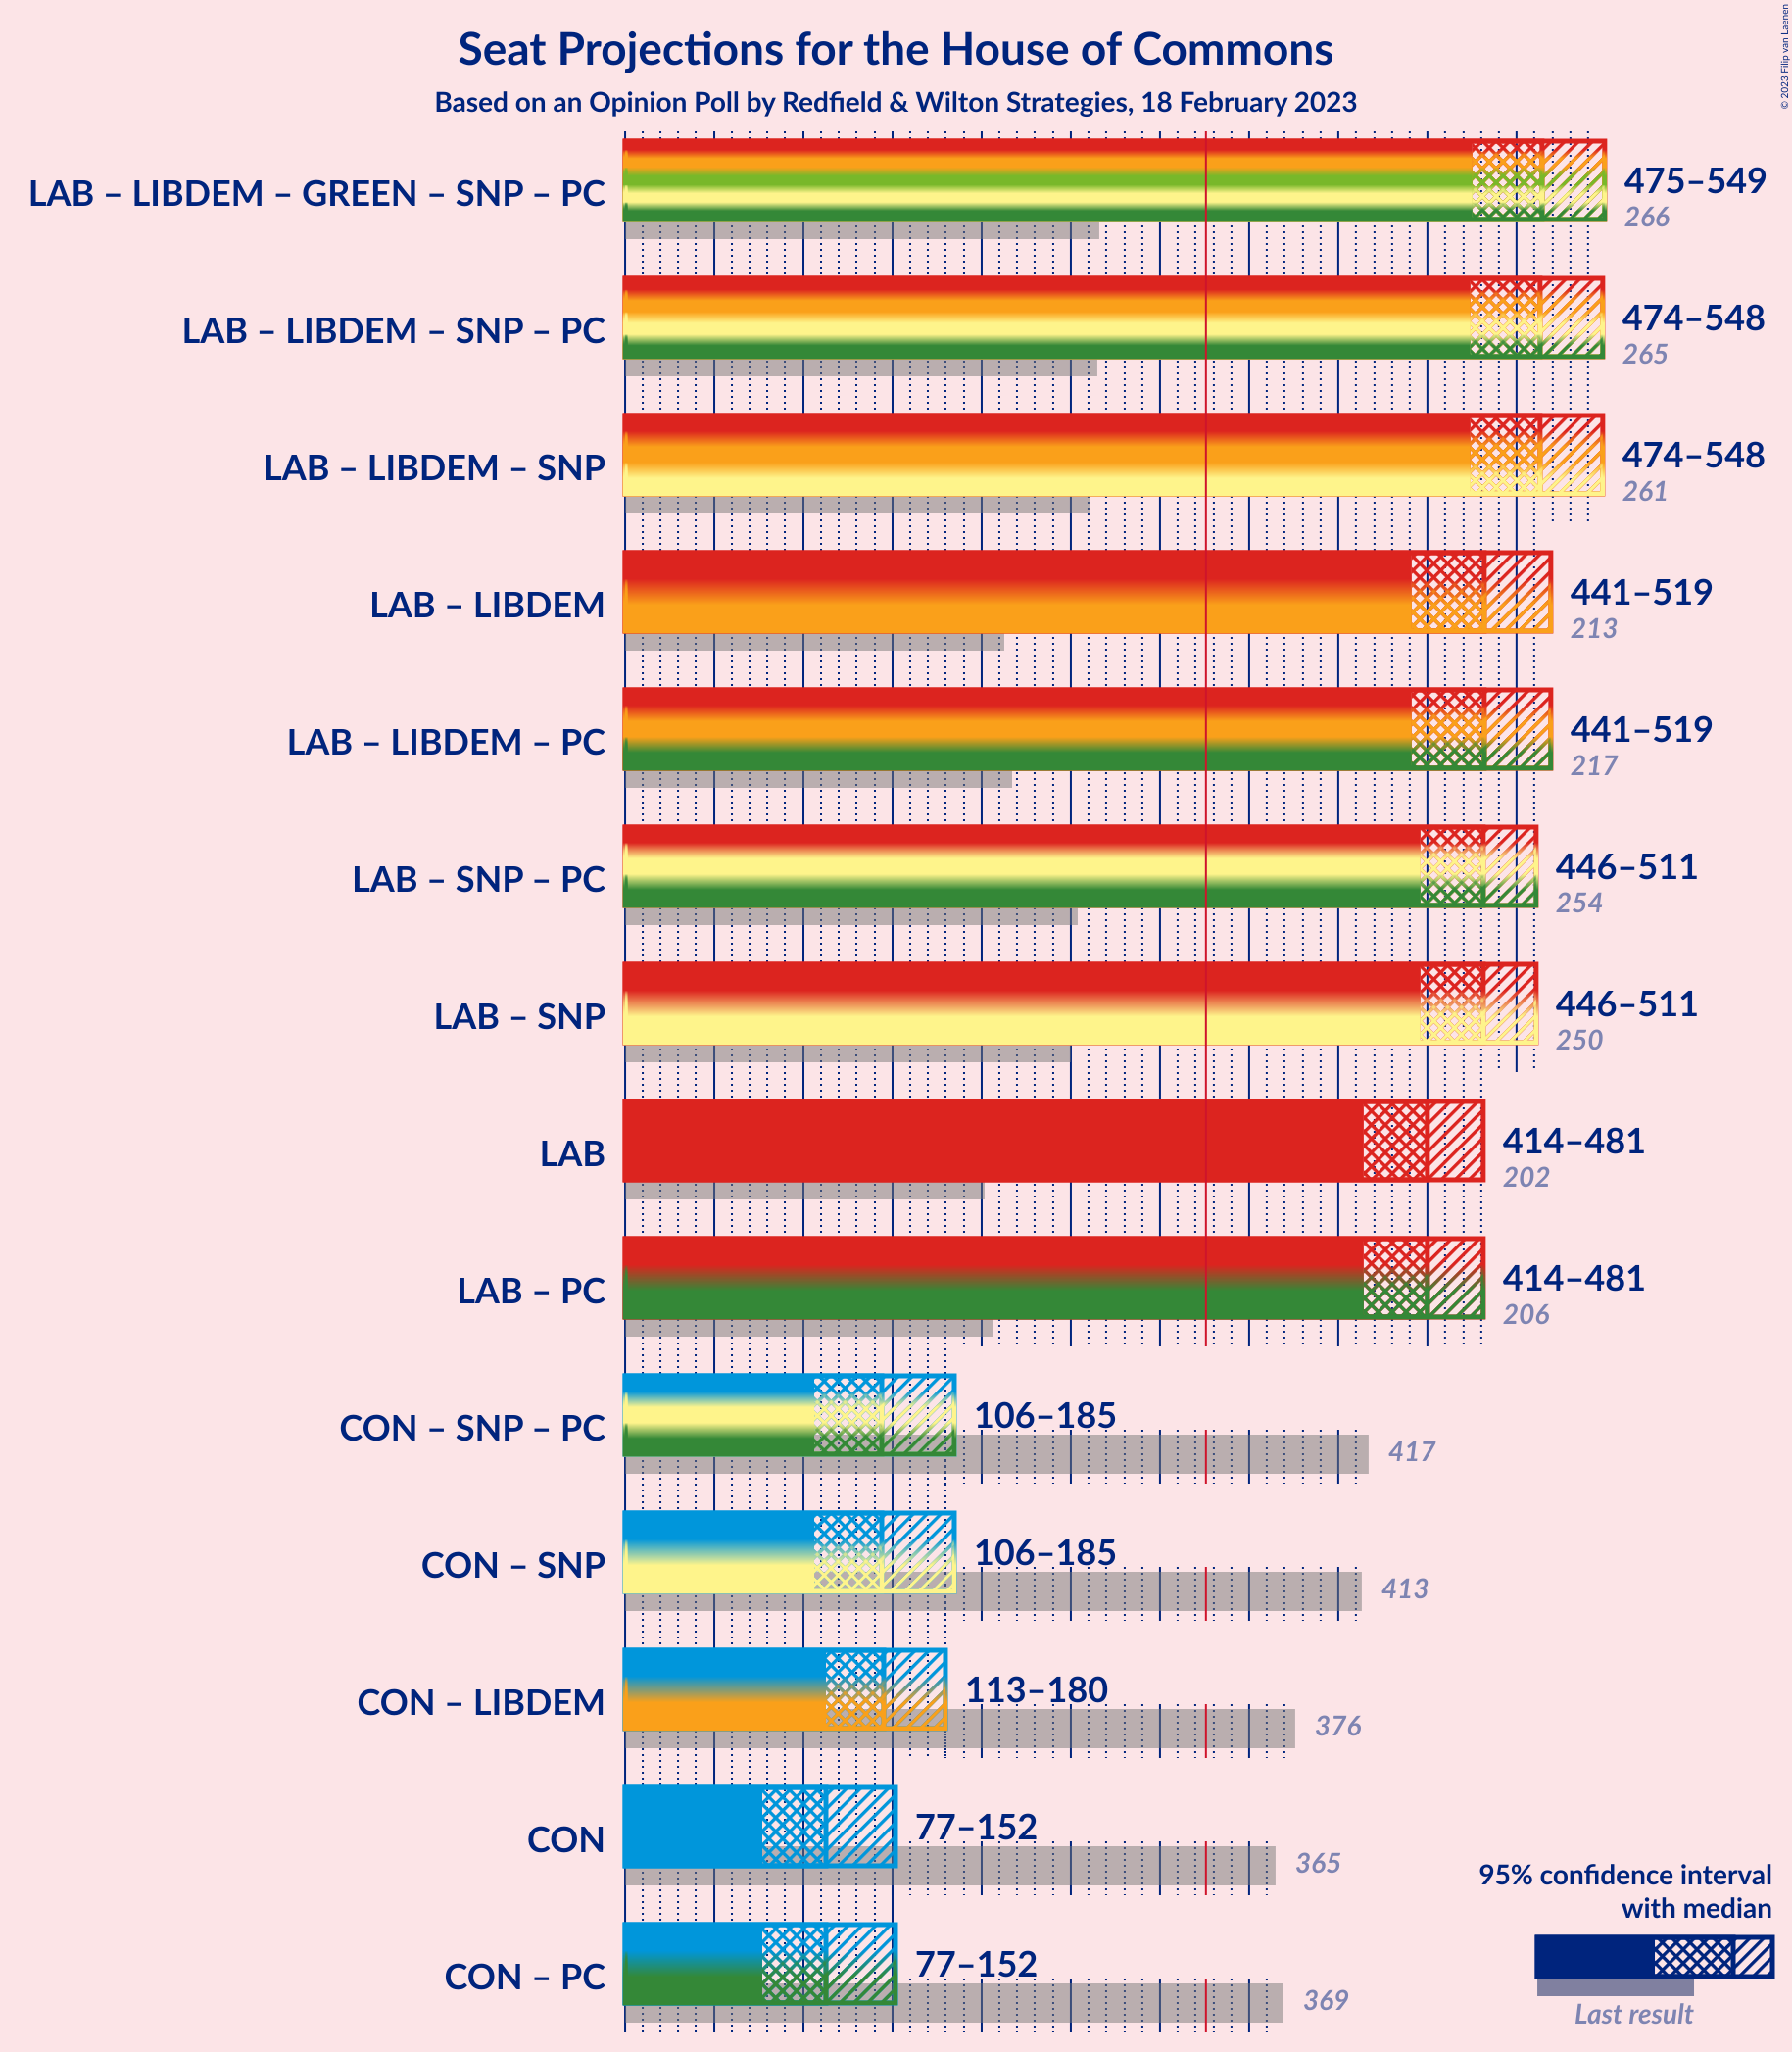 Seat Projections for the House of Commons
Based on an Opinion Poll by Redfield & Wilton Strategies, 18 February 2023
© 2023 Filip van Laenen
LAB – LIBDEM – GREEN – SNP – PC
475–549
266
LAB – LIBDEM – SNP – PC
474–548
265
LAB – LIBDEM – SNP
474–548
261
LAB – LIBDEM
441–519
213
LAB – LIBDEM – PC
441–519
217
LAB – SNP – PC
446–511
254
LAB – SNP
446–511
250
LAB
414–481
202
LAB – PC
414–481
206
CON – SNP – PC
106–185
417
CON – SNP
106–185
413
CON – LIBDEM
113–180
376
CON
77–152
365
CON – PC
77–152
369
95% confidence interval
with median
Last result